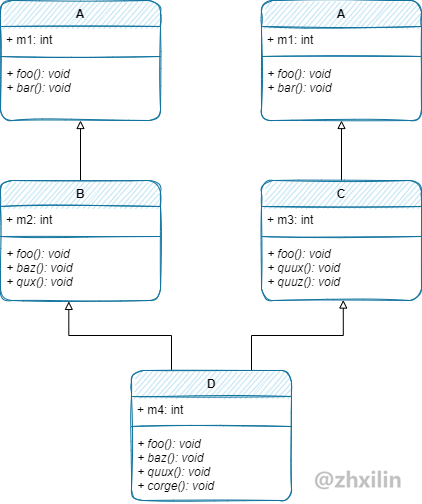 A
+ m1: int
+ foo(): void
+ bar(): void
A
+ m1: int
+ foo(): void
+ bar(): void
B
+ m2: int
+ foo(): void
+ baz(): void
+ qux(): void
C
+ m3: int
+ foo(): void
+ quux(): void
+ quuz(): void
D
+ m4: int
+ foo(): void
+ baz(): void
+ quux(): void
+ corge(): void
@zhxilin